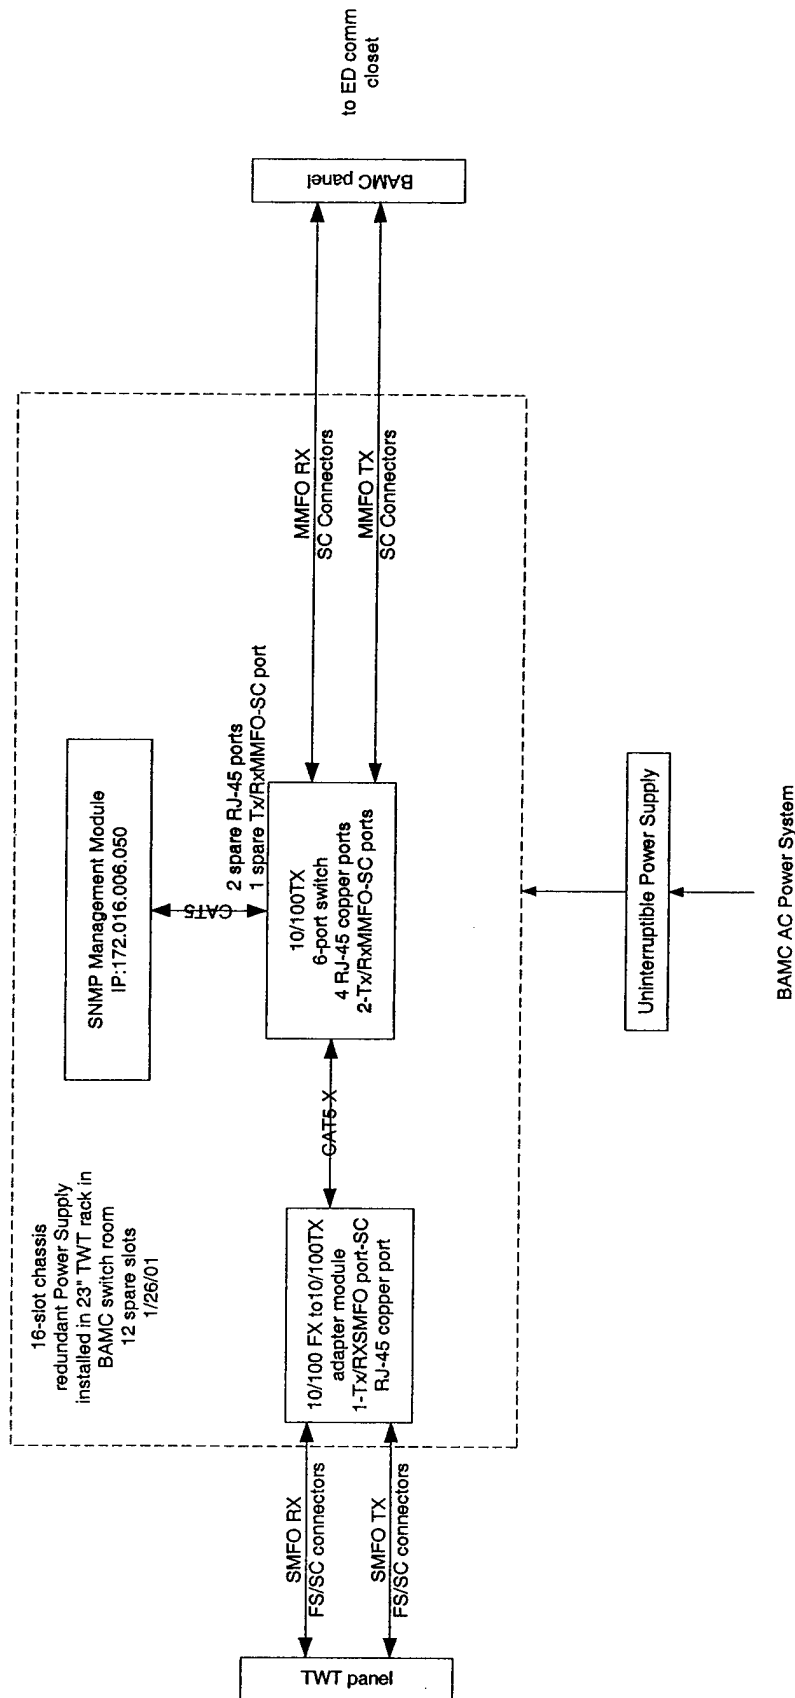 16-slot chassis
redundant Power Supply
installed in 23" TWT rack in
BAMC switch room
12 spare slots
1/26/01
SNMP Management Module
IP:172.016.006.050
CAT5
2 spare RJ-45 ports
1 spare Tx/RxMMFO-SC port
TWT panel
SMFO RX
FS/SC connectors
SMFO TX
FS/SC connectors
10/100 FX to10/100TX
adapter module
1-Tx/RXSMFO port-SC
RJ-45 copper port
CAT5-X
10/100TX
6-port switch
4 RJ-45 copper ports
2-Tx/RxMMFO-SC ports
MMFO RX
SC Connectors
MMFO TX
SC Connectors
BAMC panel
to ED comm
closet
Uninterruptible Power Supply
BAMC AC Power System